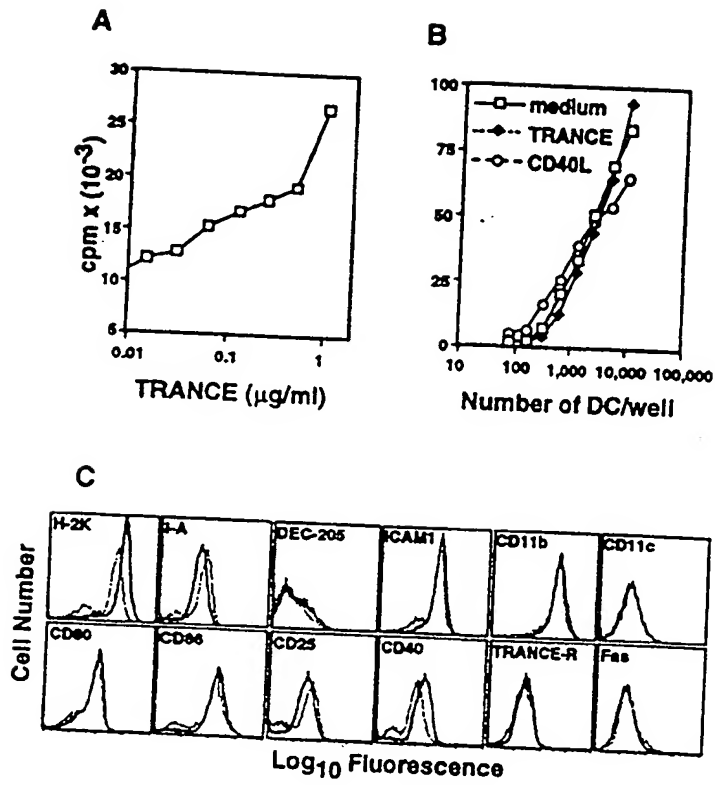 A
30
25
20
15
10
5
cpm x (10-3)
0.01 0.1 1
TRANCE (μg/ml)
B
100
75
50
25
0
medium
TRANCE
CD40L
10 100 1,000 10,000 100,000
Number of DC/well
C
H-2K I-A DEC-205 ICAM1 CD11b CD11c
CD80 CD86 CD25 CD40 TRANCE-R Fas
Cell Number
Log10 Fluorescence